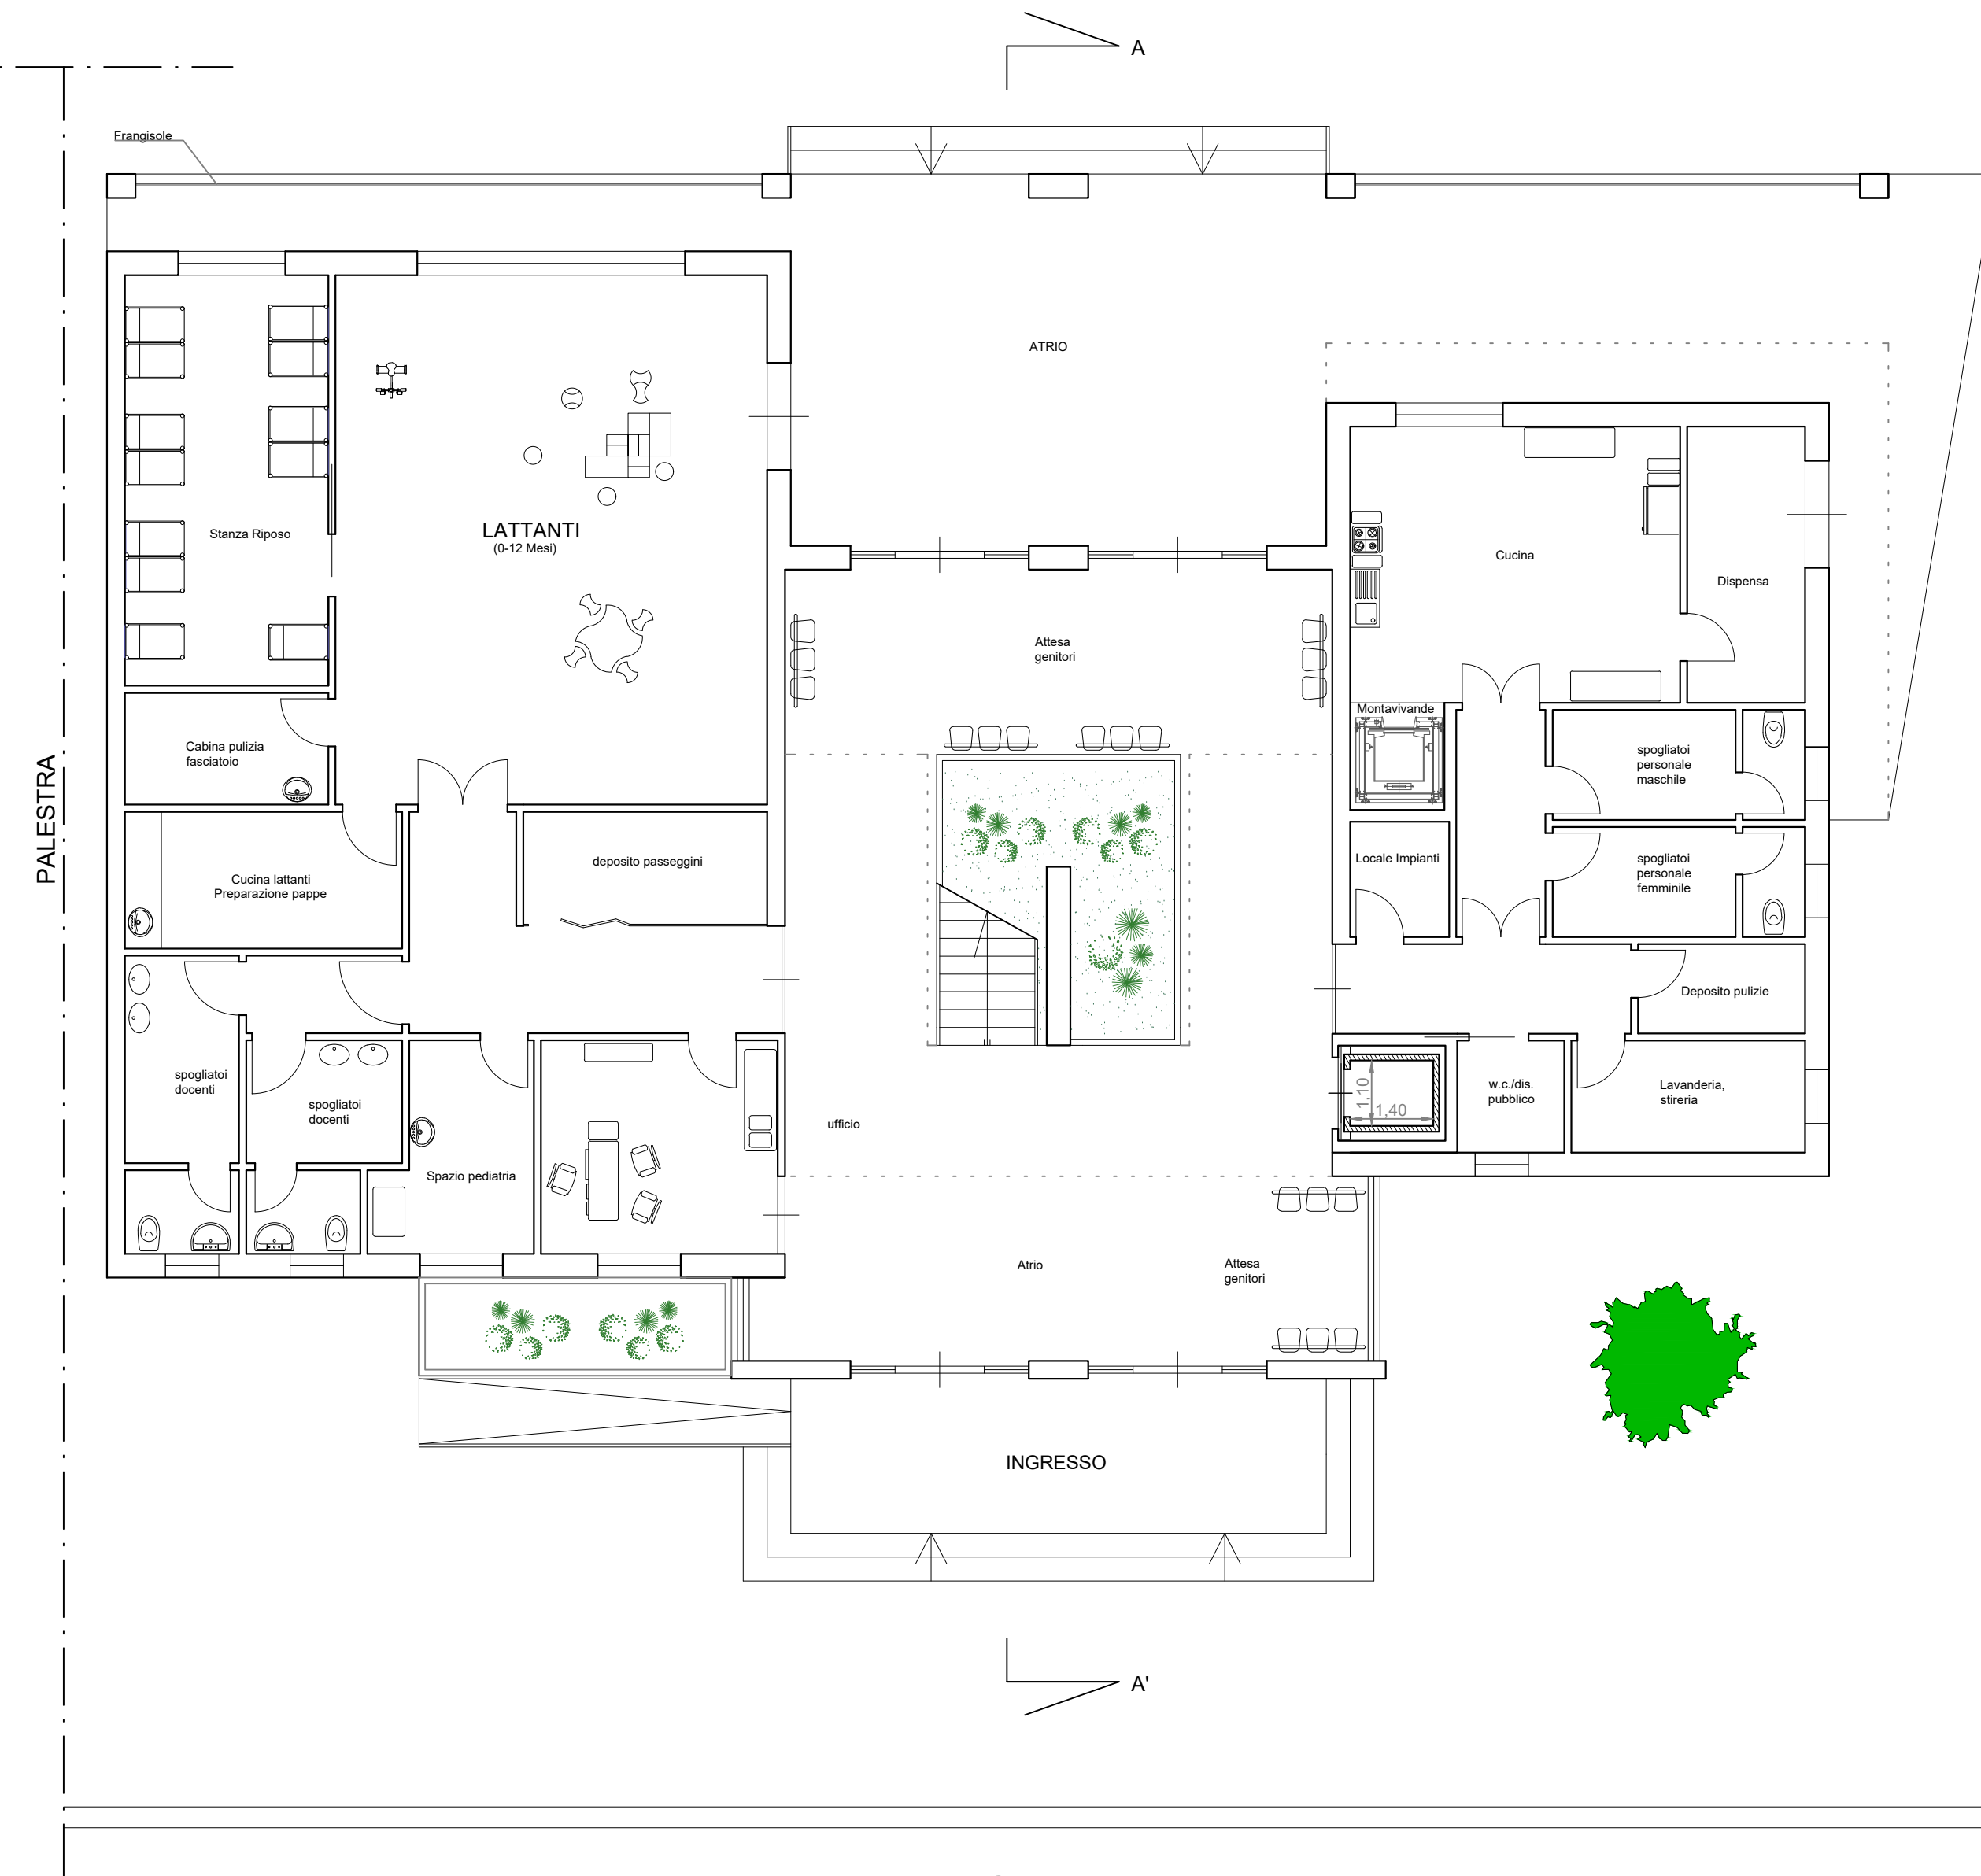 A
Frangisole
ATRIO
Stanza Riposo
LATTANTI
(0-12 Mesi)
Cucina
Dispensa
Attesa
genitori
Montavivande
Cabina pulizia
fasciatoio
spogliatoi
personale
maschile
PALESTRA
deposito passeggini
Locale Impianti
spogliatoi
personale
femminile
Cucina lattanti
Preparazione pappe
Deposito pulizie
spogliatoi
docenti
spogliatoi
docenti
1,10
1,40
w.c./dis.
pubblico
Lavanderia,
stireria
ufficio
Spazio pediatria
Atrio
Attesa
genitori
INGRESSO
A'